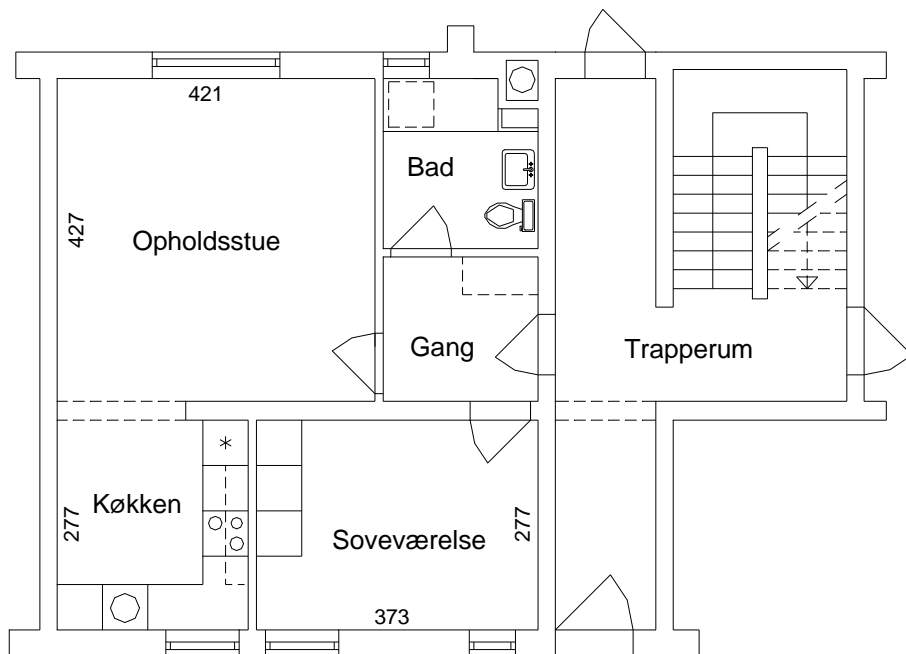 421
Bad
427
Opholdsstue
Gang
Trapperum
Køkken
277
Soveværelse
277
373